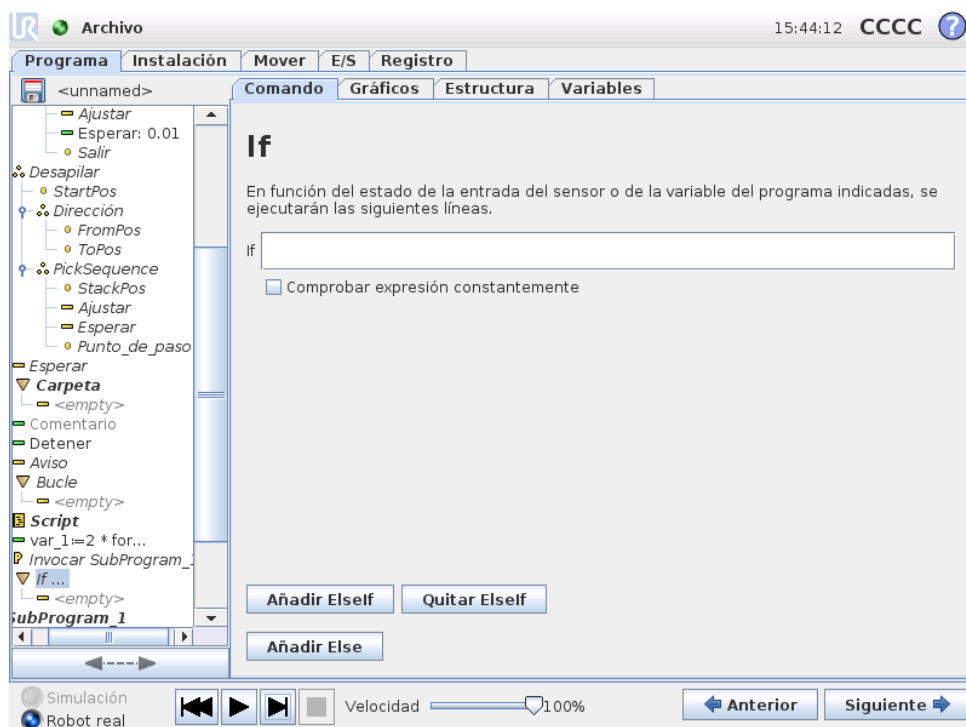 UR Archivo 15:44:12 CCCC ?
Programa Instalación Mover E/S Registro
<unnamed>
Comando Gráficos Estructura Variables
Ajustar
Esperar: 0.01
Salir
Desapilar
StartPos
Dirección
FromPos
ToPos
PickSequence
StackPos
Ajustar
Esperar
Punto_de_paso
Esperar
Carpeta
<empty>
Comentario
Detener
Aviso
Bucle
<empty>
Script
var_1:=2 * for...
Invocar SubProgram_1
If ...
<empty>
SubProgram_1
If
En función del estado de la entrada del sensor o de la variable del programa indicadas, se
ejecutarán las siguientes líneas.
If
Comprobar expresión constantemente
Añadir ElseIf Quitar ElseIf
Añadir Else
Simulación
Robot real
Velocidad 100%
Anterior Siguiente